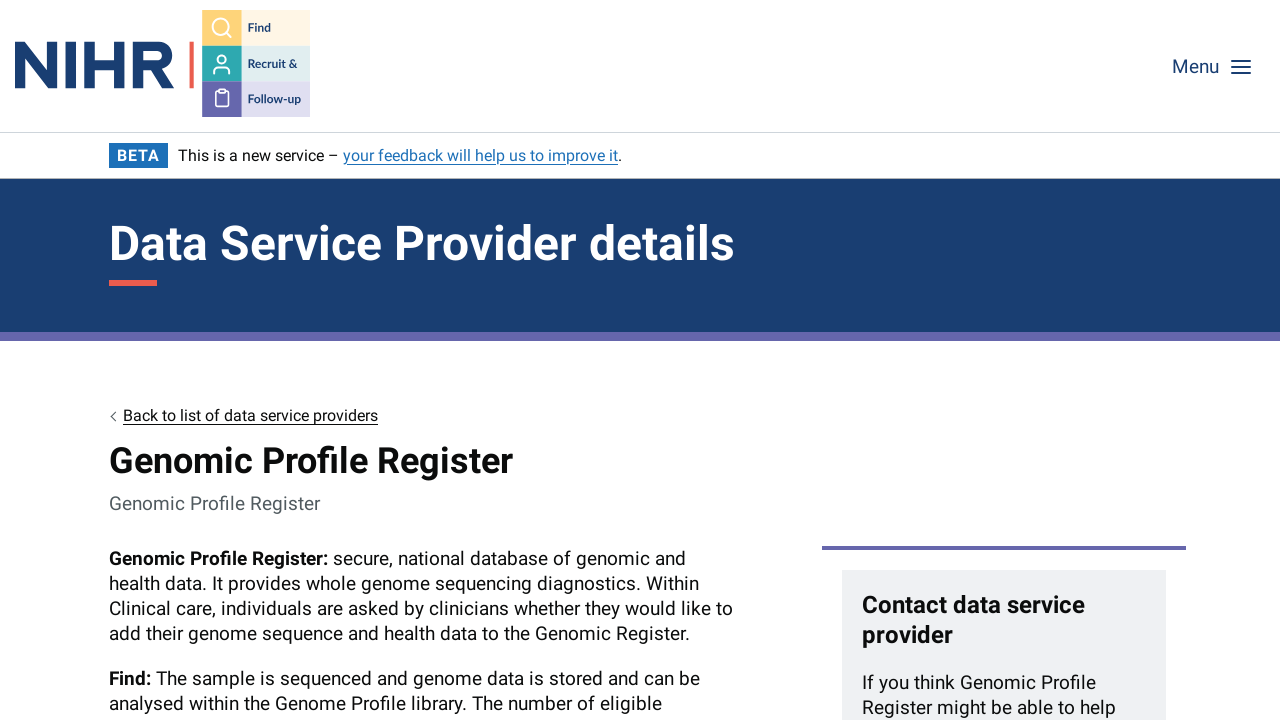 NIHR
Find
Recruit &
Follow-up
Menu
BETA This is a new service – your feedback will help us to improve it.
Data Service Provider details
Back to list of data service providers
Genomic Profile Register
Genomic Profile Register
Genomic Profile Register: secure, national database of genomic and
health data. It provides whole genome sequencing diagnostics. Within
Clinical care, individuals are asked by clinicians whether they would like to
add their genome sequence and health data to the Genomic Register.
Find: The sample is sequenced and genome data is stored and can be
analysed within the Genome Profile library. The number of eligible
Contact data service
provider
If you think Genomic Profile
Register might be able to help